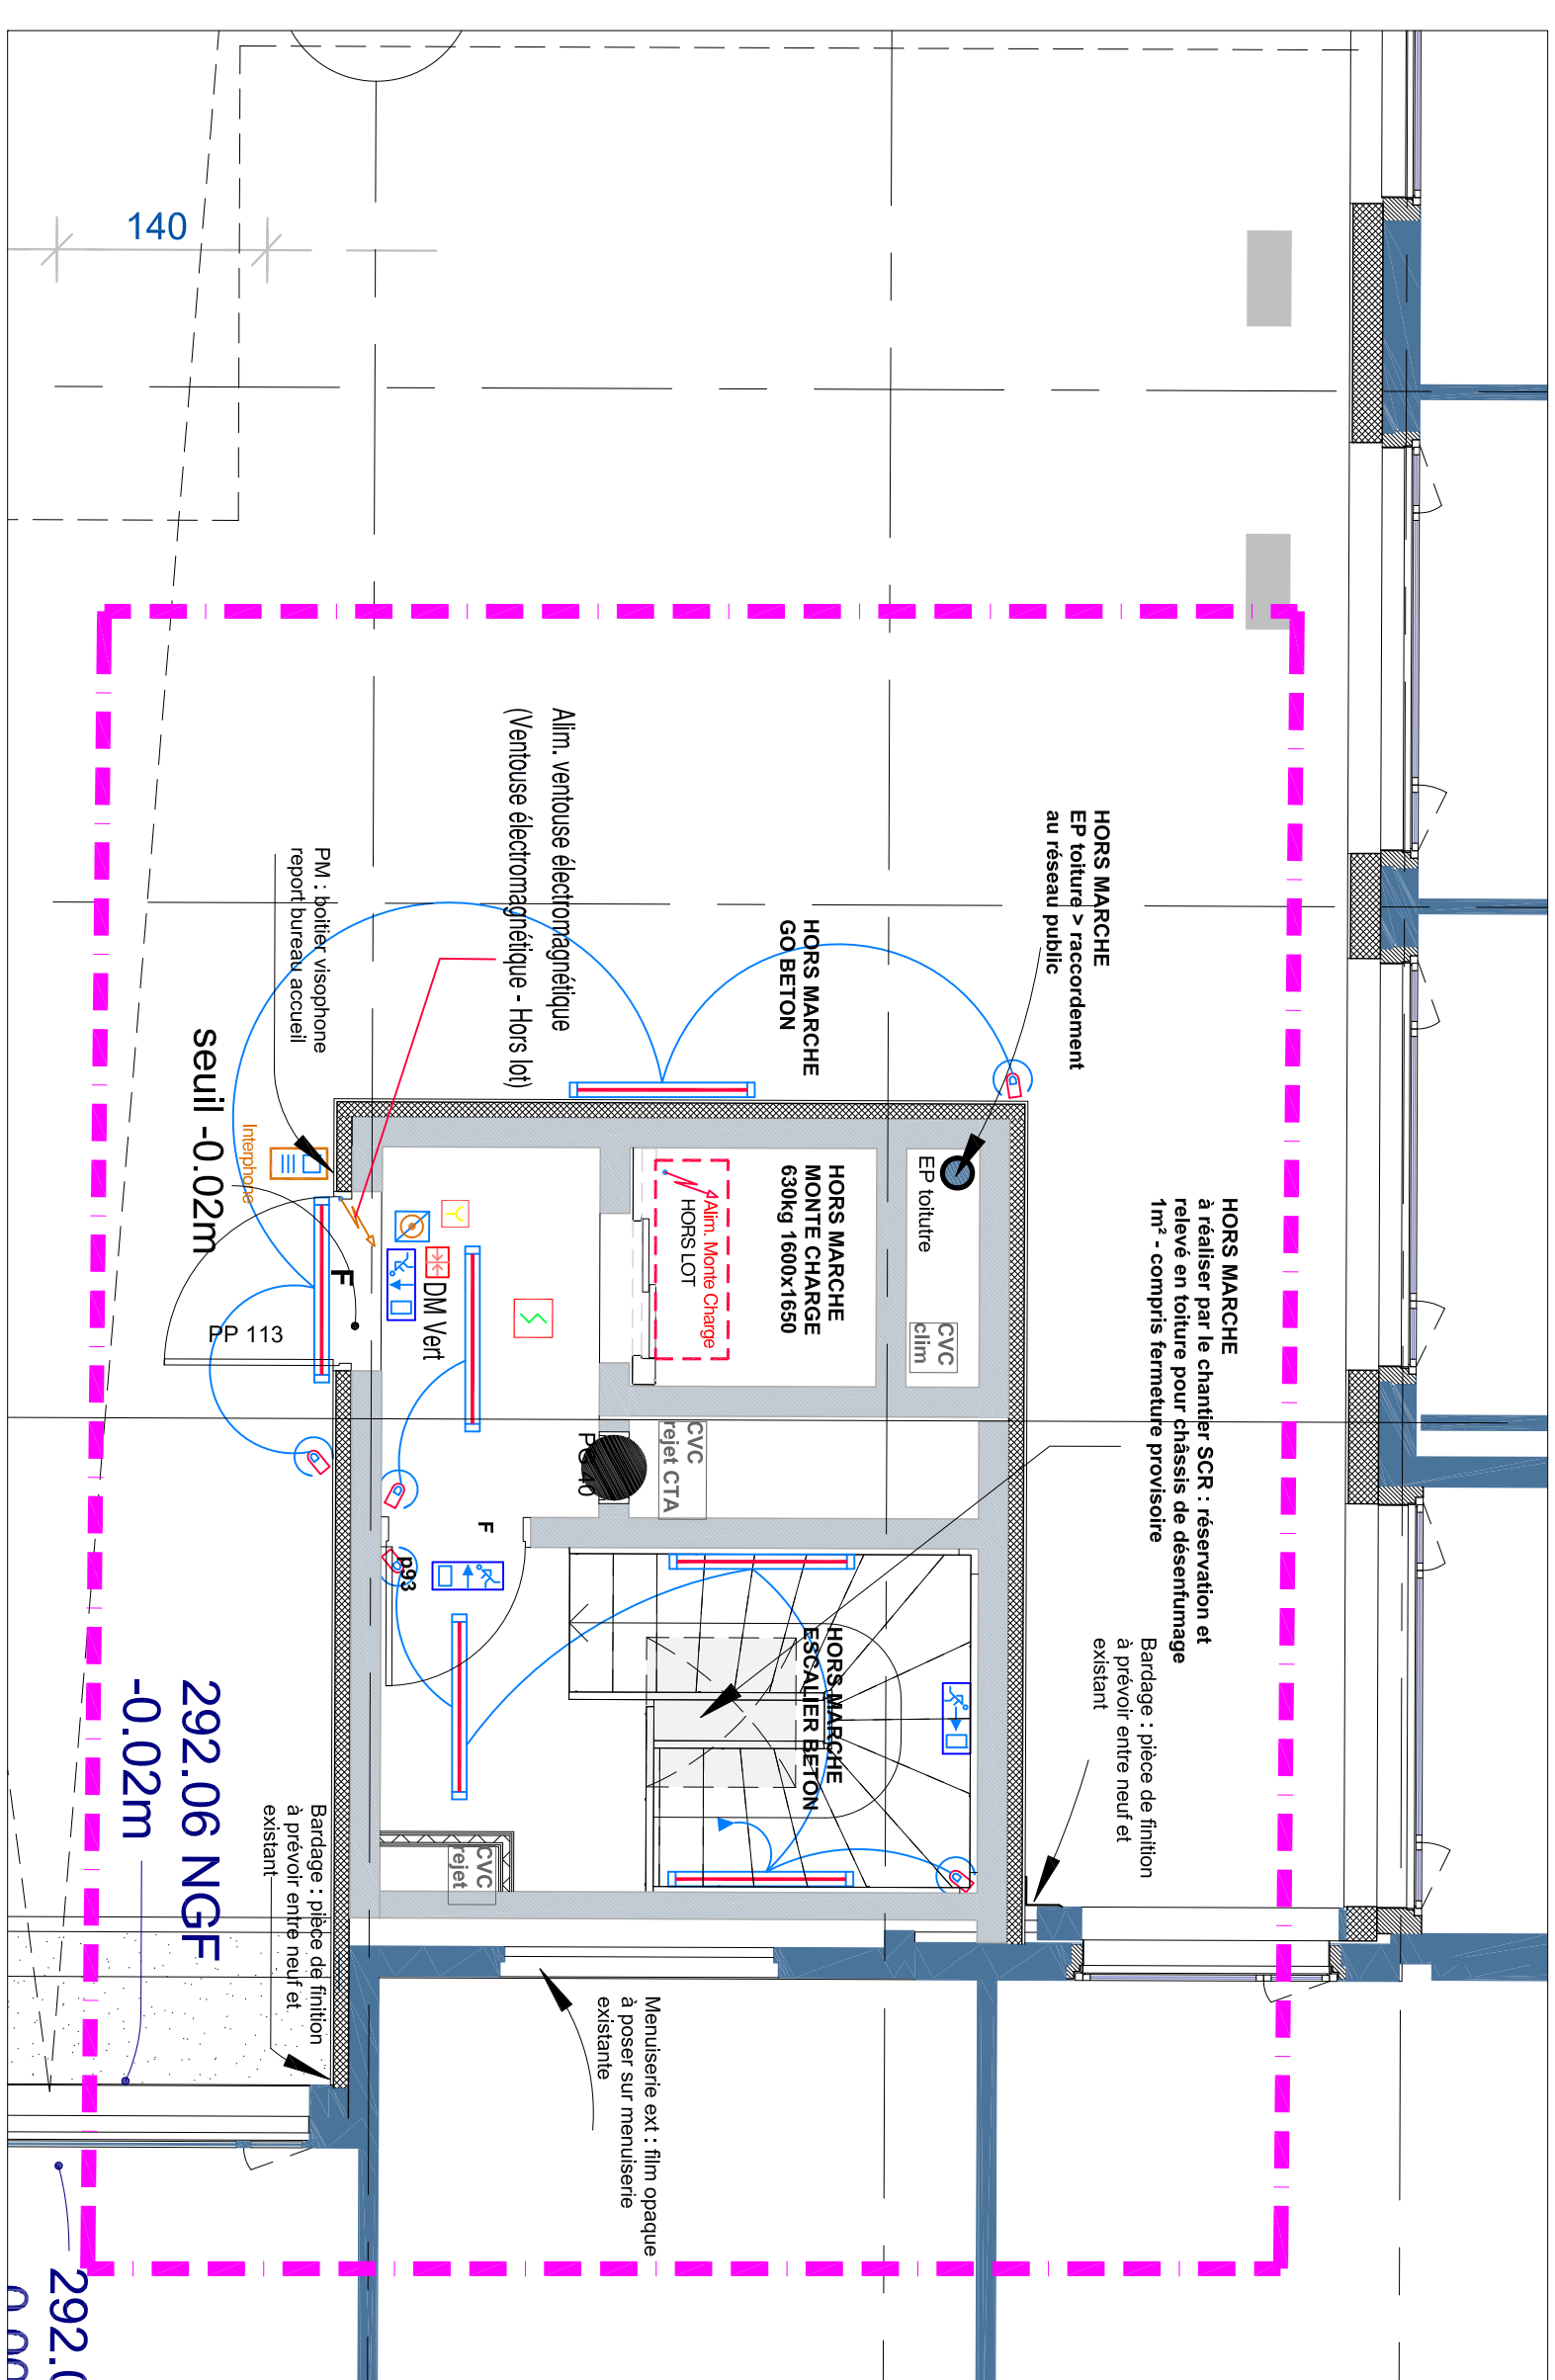 140
HORS MARCHE
EP toiture > raccordement
au réseau public
Alim. ventouse électromagnétique
(Ventouse électromagnétique - Hors lot)
HORS MARCHE
GO BETON
PM : boitier visophone
report bureau accueil
seuil -0.02m
Interphone
HORS MARCHE
à réaliser par le chantier SCR : réservation et
relevé en toiture pour châssis de désenfumage
1m² - compris fermeture provisoire
EP toitutre
HORS MARCHE
MONTE CHARGE
630kg 1600x1650
Alim. Monte Charge
HORS LOT
F
DM Vert
PP 113
CVC
clim
CVC
rejet CTA
F
p93
HORS MARCHE
ESCALIER BETON
Bardage : pièce de finition
à prévoir entre neuf et
existant
292.06 NGF
-0.02m
Bardage : pièce de finition
à prévoir entre neuf et
existant
CVC
rejet
Menuiserie ext : film opaque
à poser sur menuiserie
existante